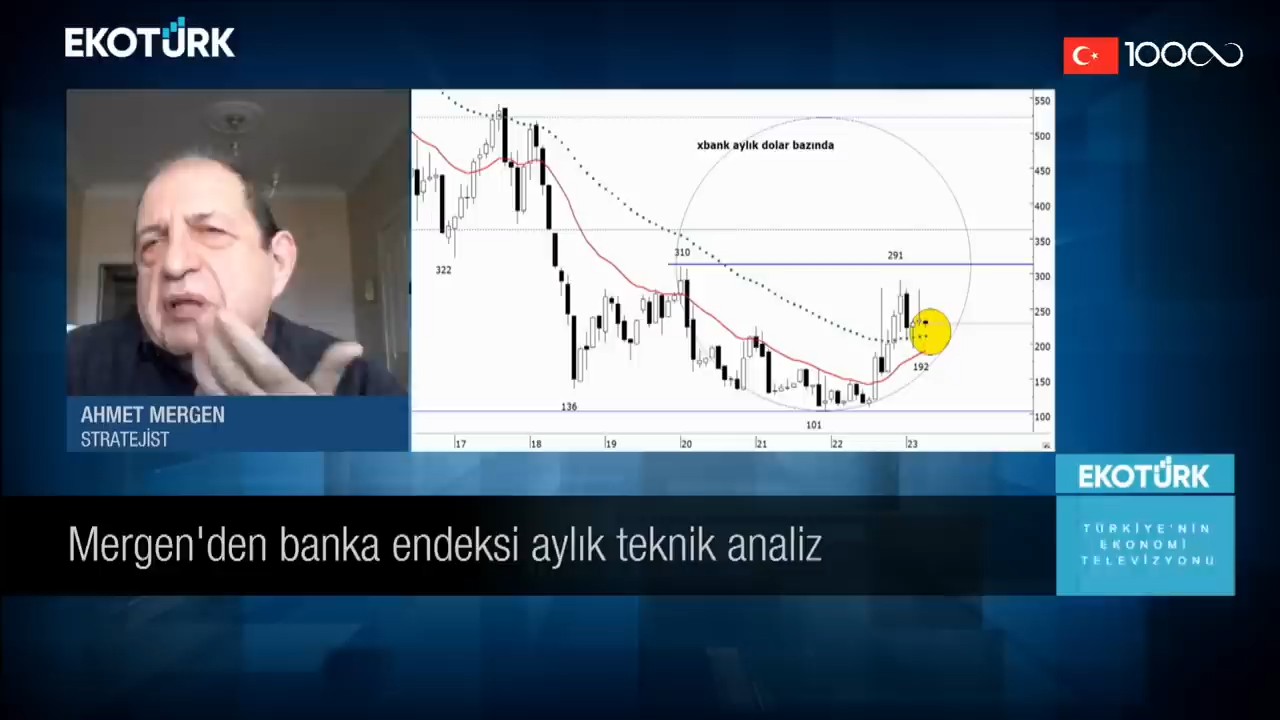 EKOTÜRK
100
xbank aylık dolar bazında
550
500
450
400
350
300
250
200
150
100
322
310
291
192
136
101
17
18
19
20
21
22
23
AHMET MERGEN
STRATEJİST
EKOTÜRK
TÜRKİYE'NİN
EKONOMİ
TELEVİZYONU
Mergen'den banka endeksi aylık teknik analiz